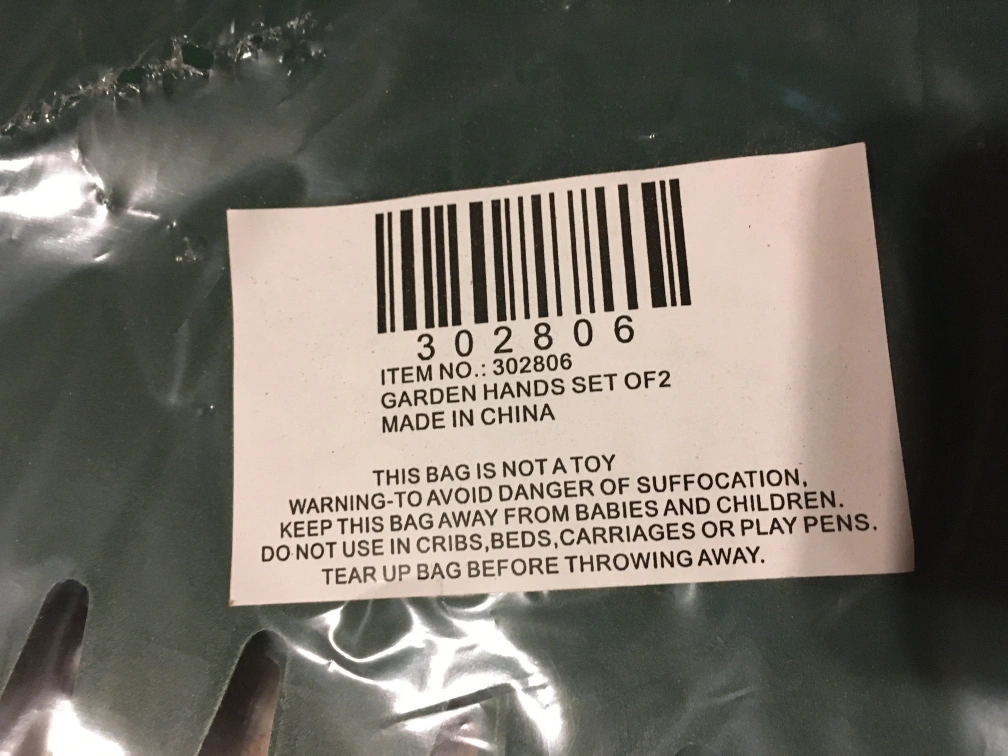 302806
ITEM NO.: 302806
GARDEN HANDS SET OF2
MADE IN CHINA
THIS BAG IS NOT A TOY
WARNING-TO AVOID DANGER OF SUFFOCATION,
KEEP THIS BAG AWAY FROM BABIES AND CHILDREN.
DO NOT USE IN CRIBS,BEDS,CARRIAGES OR PLAY PENS.
TEAR UP BAG BEFORE THROWING AWAY.